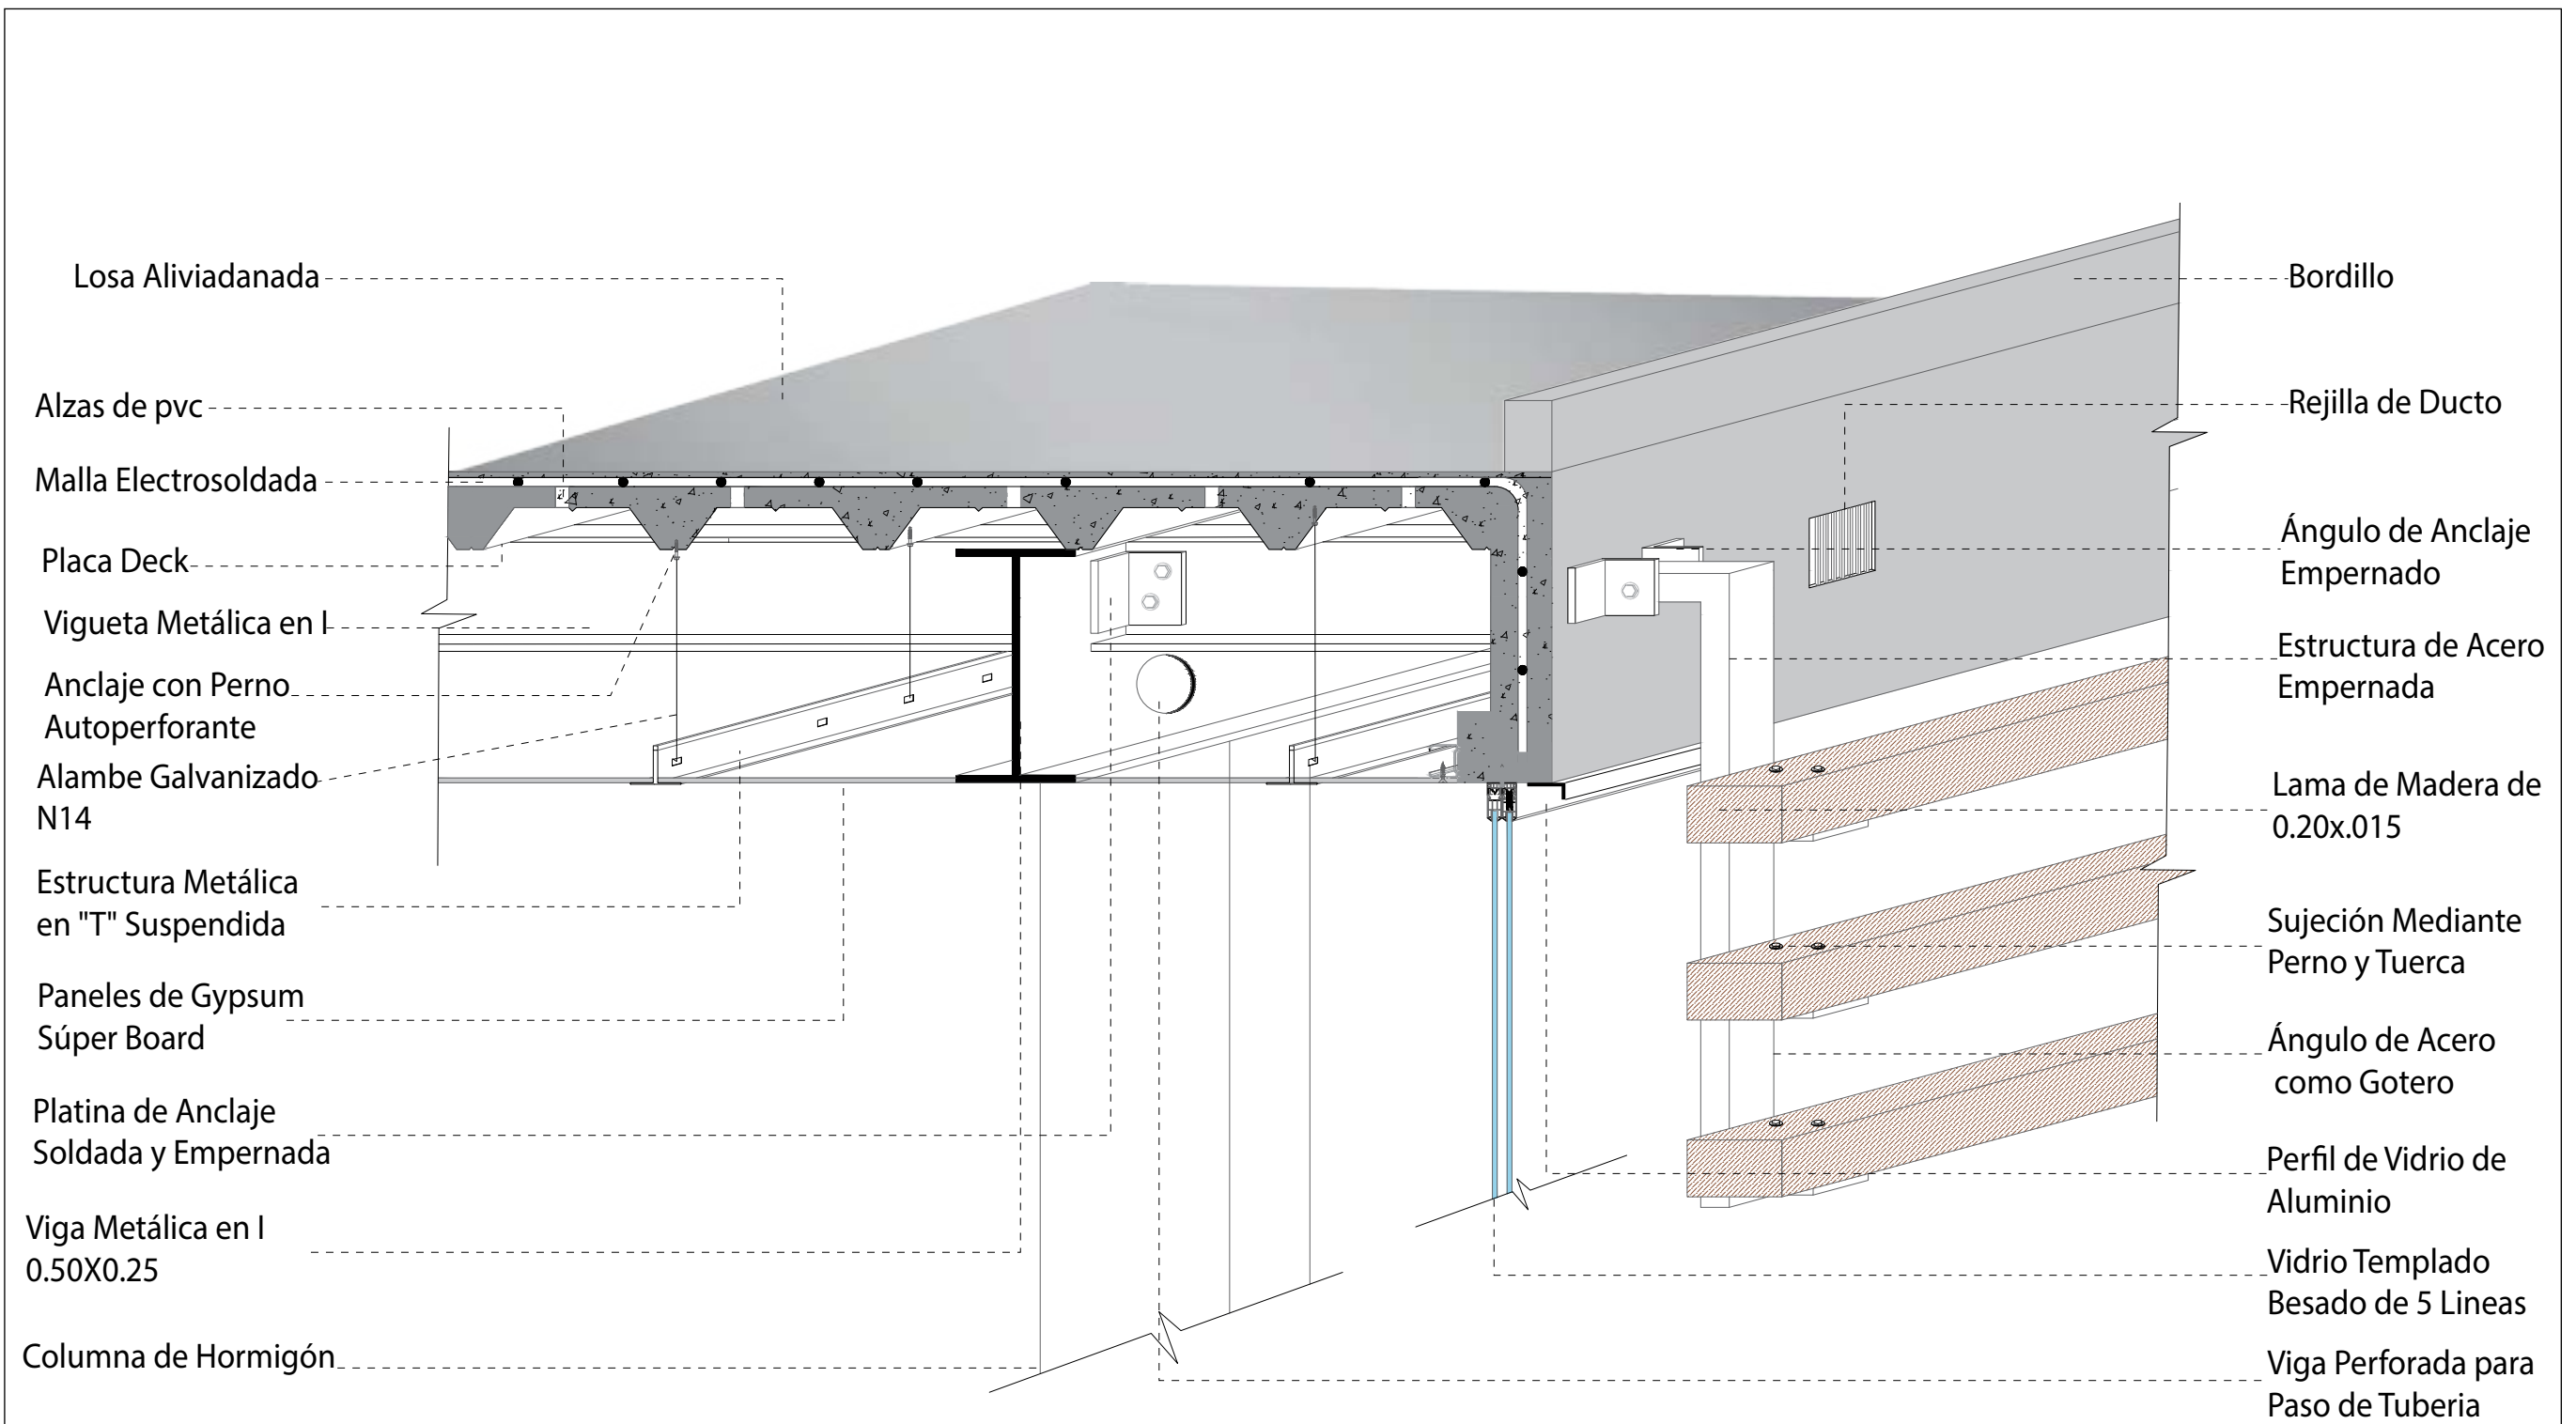 Losa Aliviadanada
Alzas de pvc
Malla Electrosoldada
Placa Deck
Vigueta Metálica en I
Anclaje con Perno
Autoperforante
Alambe Galvanizado
N14
Estructura Metálica
en "T" Suspendida
Paneles de Gypsum
Súper Board
Platina de Anclaje
Soldada y Empernada
Viga Metálica en I
0.50X0.25
Columna de Hormigón
Bordillo
Rejilla de Ducto
Ángulo de Anclaje
Empernado
Estructura de Acero
Empernada
Lama de Madera de
0.20x.015
Sujeción Mediante
Perno y Tuerca
Ángulo de Acero
como Gotero
Perfil de Vidrio de
Aluminio
Vidrio Templado
Besado de 5 Lineas
Viga Perforada para
Paso de Tuberia